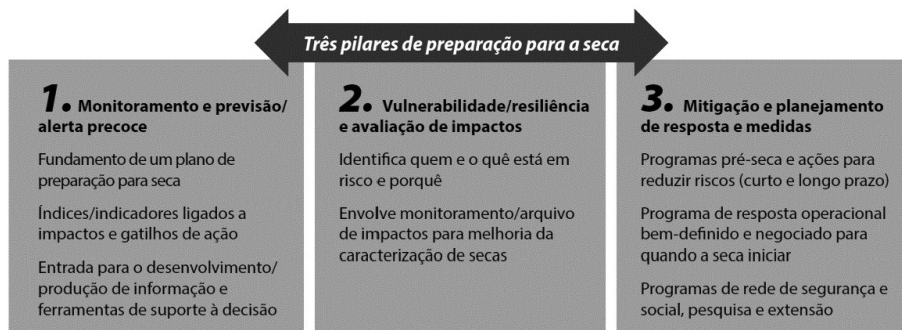 Três pilares de preparação para a seca
1. Monitoramento e previsão/
alerta precoce
Fundamento de um plano de
preparação para seca
Índices/indicadores ligados a
impactos e gatilhos de ação
Entrada para o desenvolvimento/
produção de informação e
ferramentas de suporte à decisão
2. Vulnerabilidade/resiliência
e avaliação de impactos
Identifica quem e o quê está em
risco e porquê
Envolve monitoramento/arquivo
de impactos para melhoria da
caracterização de secas
3. Mitigação e planejamento
de resposta e medidas
Programas pré-seca e ações para
reduzir riscos (curto e longo prazo)
Programa de resposta operacional
bem-definido e negociado para
quando a seca iniciar
Programas de rede de segurança e
social, pesquisa e extensão